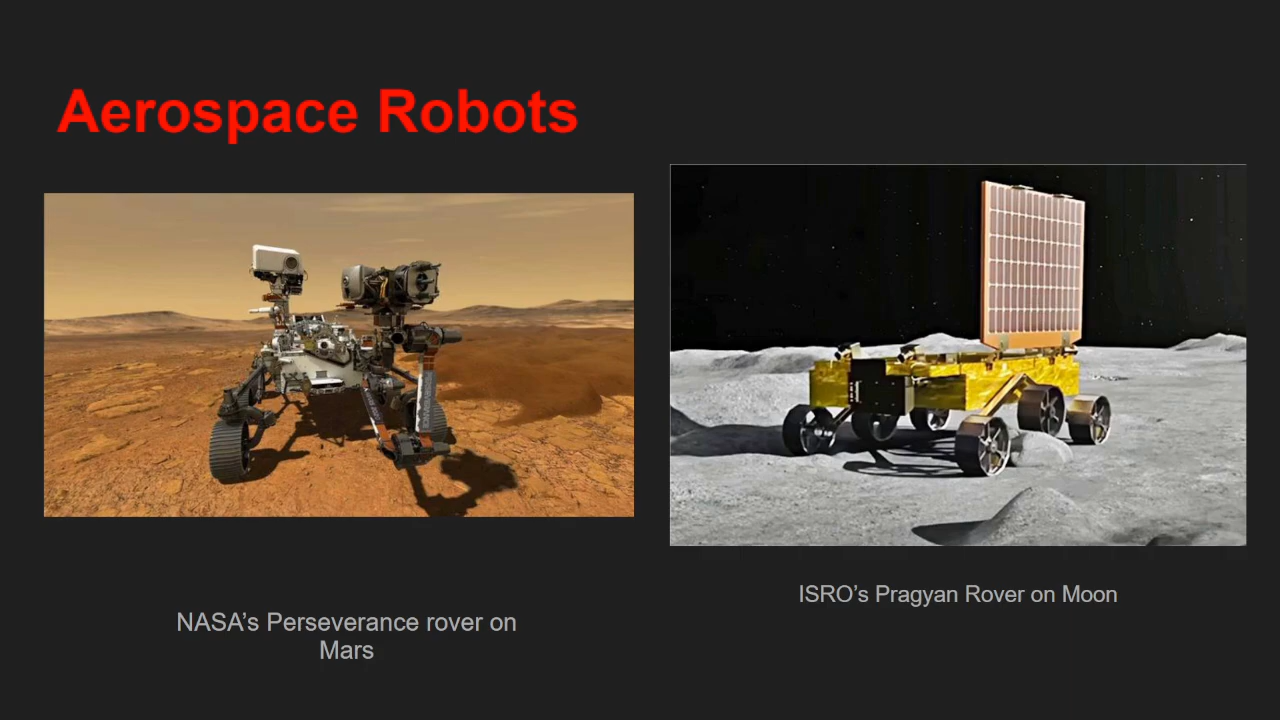 Aerospace Robots
NASA’s Perseverance rover on
Mars
ISRO’s Pragyan Rover on Moon